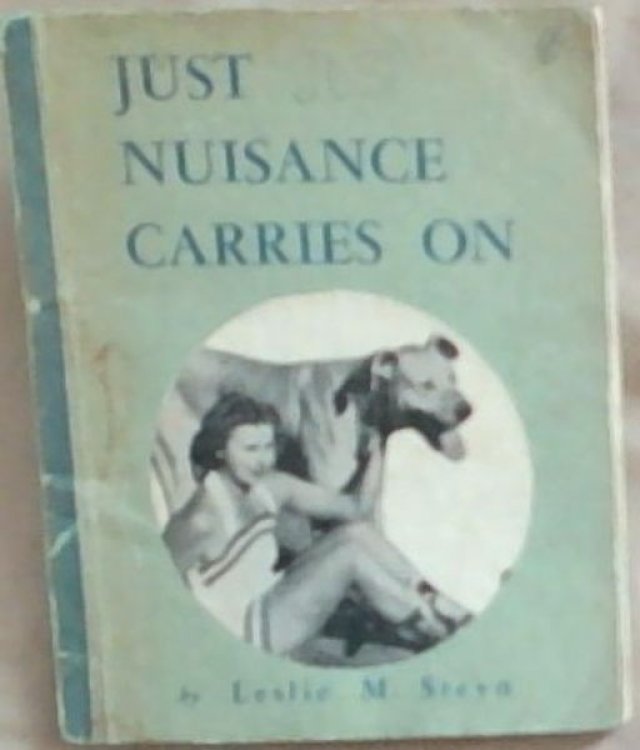 JUST
NUISANCE
CARRIES ON
by Leslie M Steyn